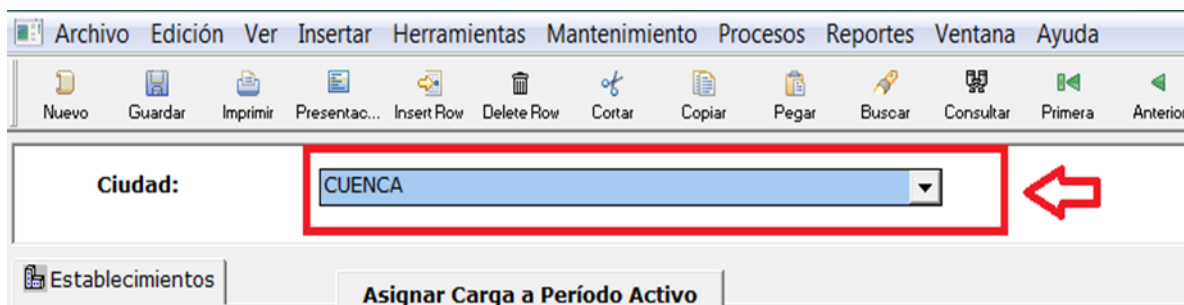 Archivo Edición Ver Insertar Herramientas Mantenimiento Procesos Reportes Ventana Ayuda
Nuevo Guardar Imprimir Presentac... Insert Row Delete Row Cortar Copiar Pegar Buscar Consultar Primera Anterior
Ciudad: CUENCA
Establecimientos Asignar Carga a Período Activo